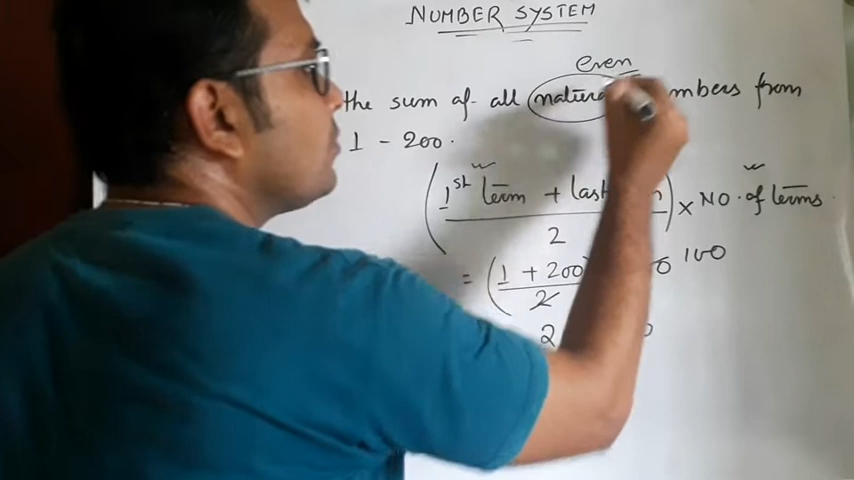 NUMBER SYSTEM
even
the sum of all natural numbers from
1 - 200.
1st term + last term × NO. of terms
2
= (1 + 200) 100
2
2